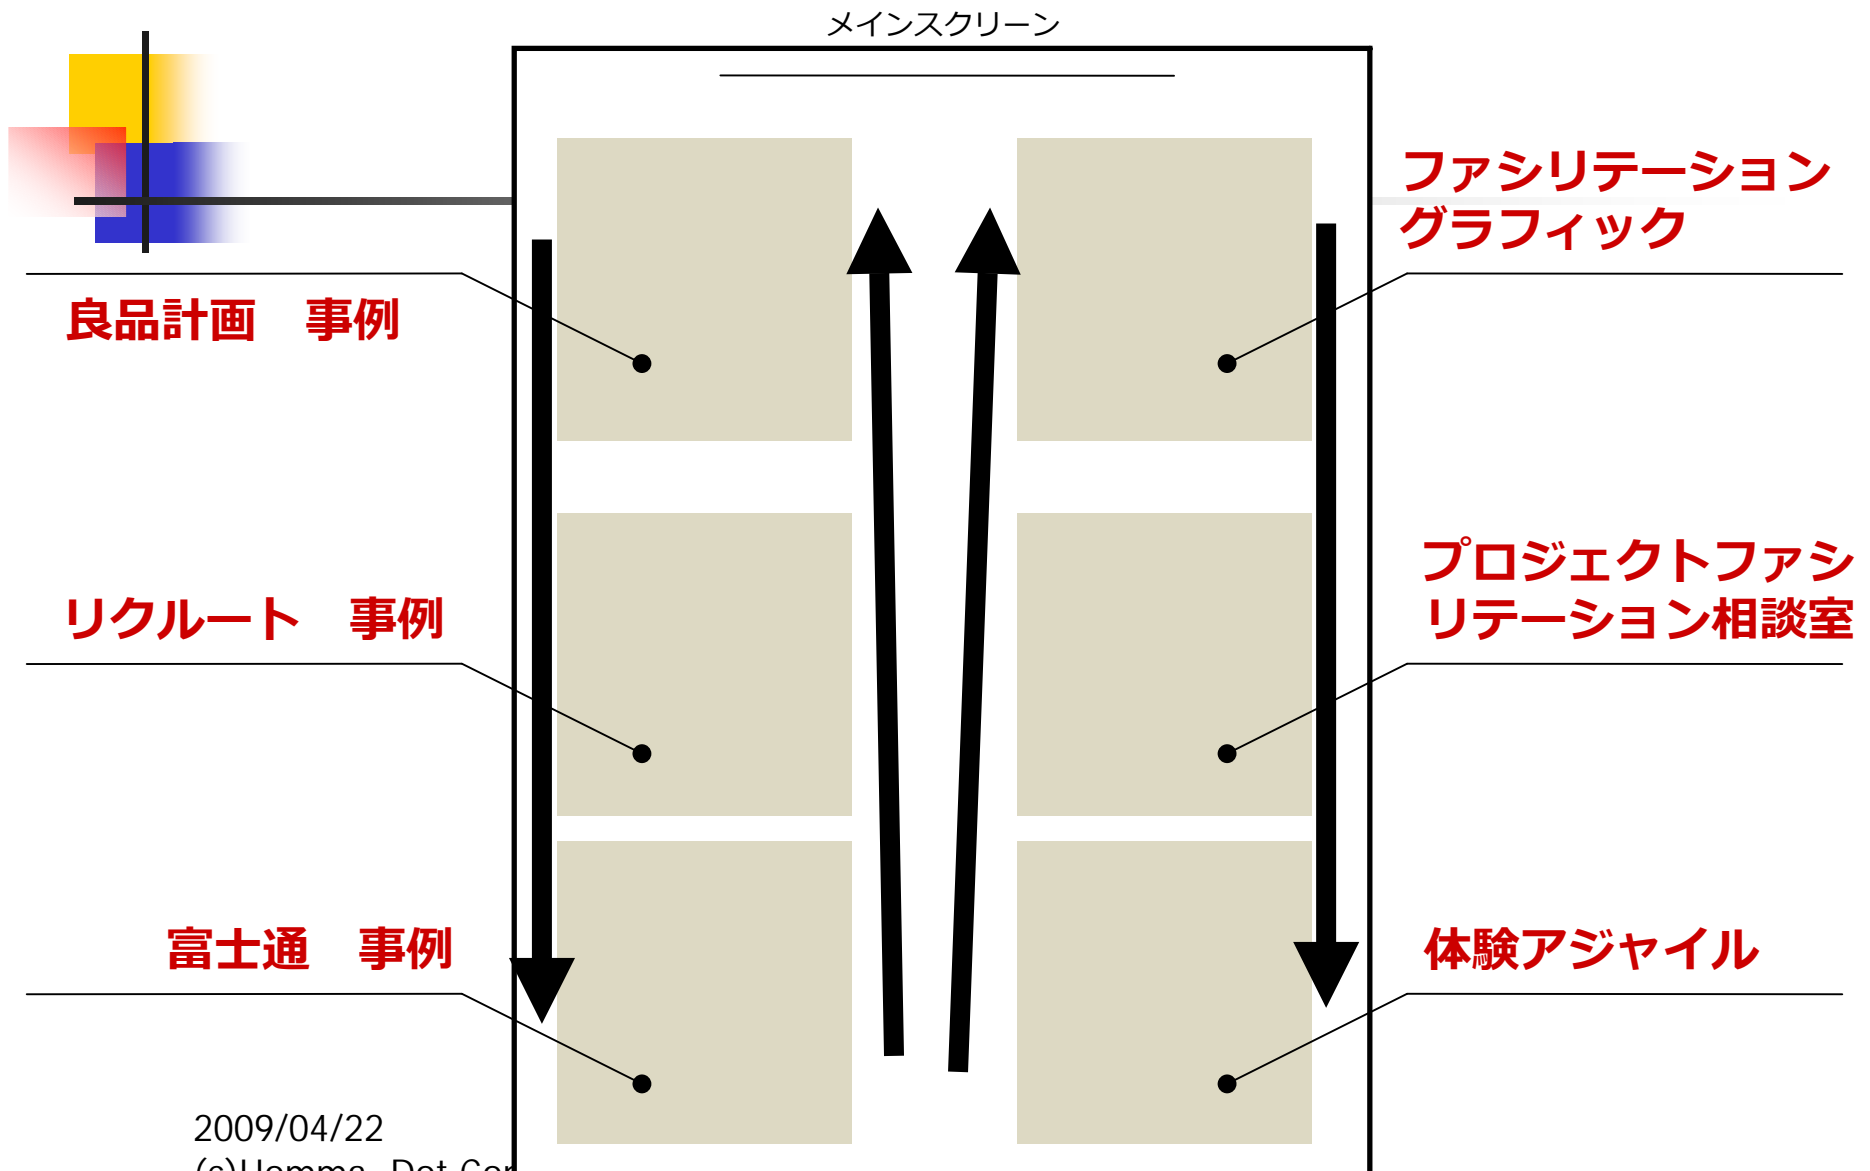 メインスクリーン
ファシリテーション
グラフィック
良品計画　事例
プロジェクトファシ
リテーション相談室
リクルート　事例
富士通　事例
体験アジャイル
2009/04/22
(c)Homma, Dot